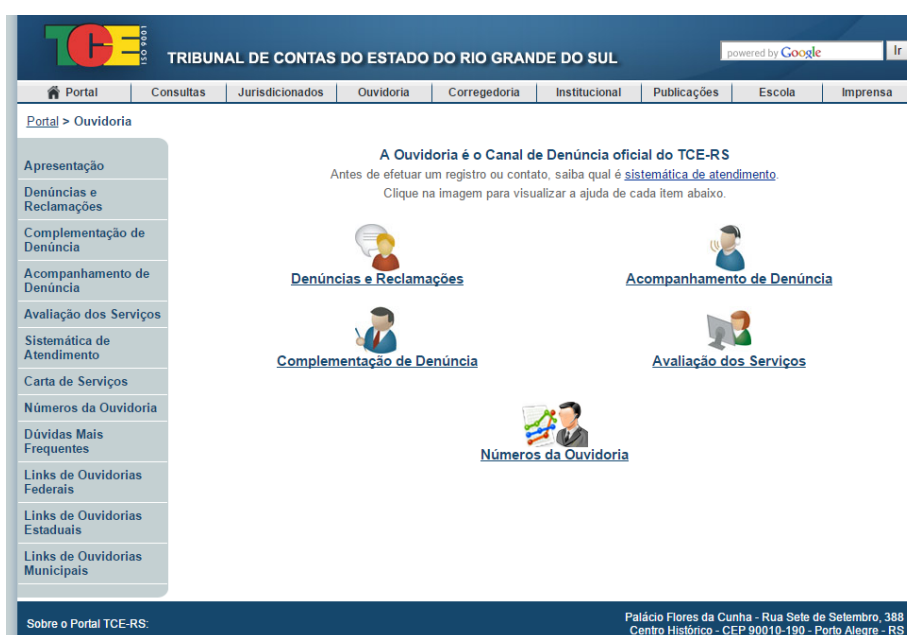 TCE
ISO 9001
TRIBUNAL DE CONTAS DO ESTADO DO RIO GRANDE DO SUL
powered by Google
Ir
Portal
Consultas
Jurisdicionados
Ouvidoria
Corregedoria
Institucional
Publicações
Escola
Imprensa
Portal > Ouvidoria
Apresentação
Denúncias e
Reclamações
Complementação de
Denúncia
Acompanhamento de
Denúncia
Avaliação dos Serviços
Sistemática de
Atendimento
Carta de Serviços
Números da Ouvidoria
Dúvidas Mais
Frequentes
Links de Ouvidorias
Federais
Links de Ouvidorias
Estaduais
Links de Ouvidorias
Municipais
A Ouvidoria é o Canal de Denúncia oficial do TCE-RS
Antes de efetuar um registro ou contato, saiba qual é sistemática de atendimento.
Clique na imagem para visualizar a ajuda de cada item abaixo.
Denúncias e Reclamações
Acompanhamento de Denúncia
Complementação de Denúncia
Avaliação dos Serviços
Números da Ouvidoria
Sobre o Portal TCE-RS:
Palácio Flores da Cunha - Rua Sete de Setembro, 388
Centro Histórico - CEP 90010-190 - Porto Alegre - RS